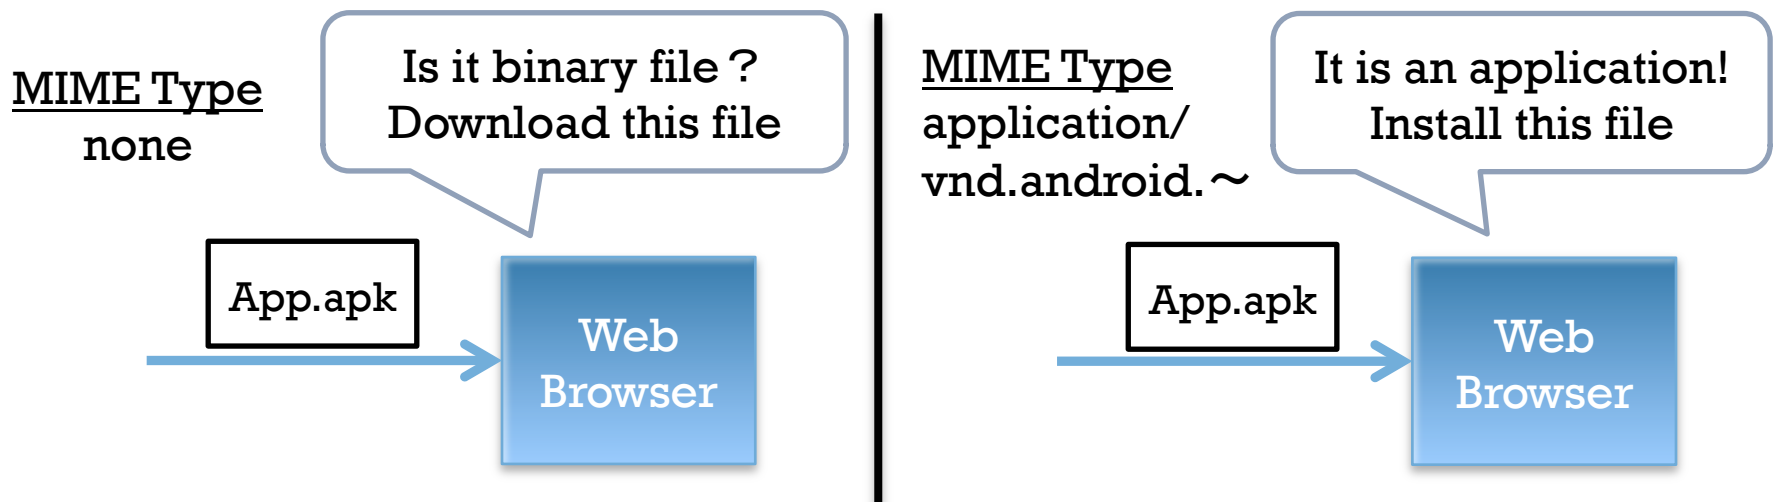 MIME Type
none
Is it binary file？
Download this file
App.apk
Web
Browser
MIME Type
application/
vnd.android.～
It is an application!
Install this file
App.apk
Web
Browser